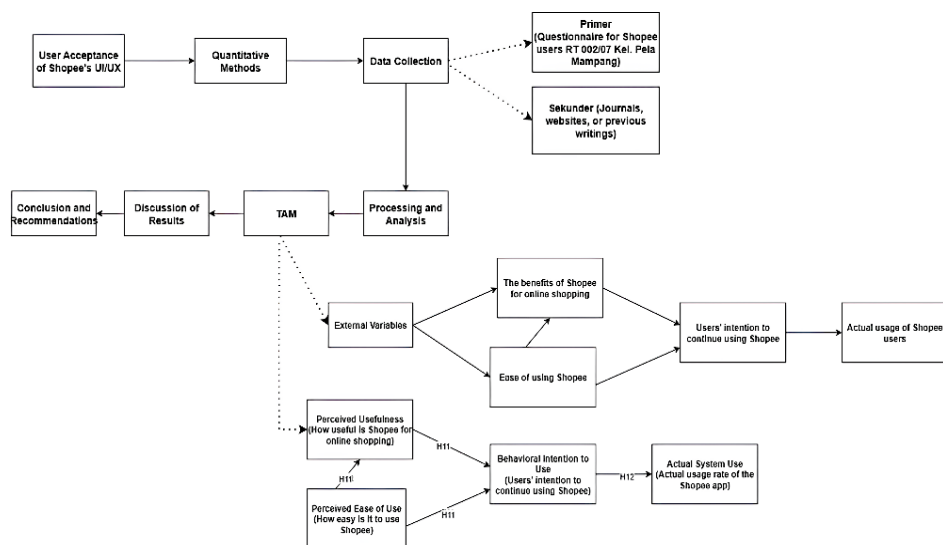 User Acceptance
of Shopee's UI/UX
Quantitative
Methods
Data Collection
Primer
(Questionnaire for Shopee
users RT 002/07 Kel. Pela
Mampang)
Sekunder (Journals,
websites, or previous
writings)
Conclusion and
Recommendations
Discussion of
Results
TAM
Processing and
Analysis
External Variables
The benefits of Shopee
for online shopping
Ease of using Shopee
Users' intention to
continue using Shopee
Actual usage of Shopee
users
Perceived Usefulness
(How useful is Shopee for
online shopping)
H11
H11
Perceived Ease of Use
(How easy is it to use
Shopee)
H11
Behavioral Intention to
Use
(Users' intention to
continue using Shopee)
H12
Actual System Use
(Actual usage rate of the
Shopee app)